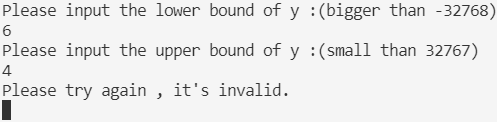 Please input the lower bound of y :(bigger than -32768)
6
Please input the upper bound of y :(small than 32767)
4
Please try again , it's invalid.